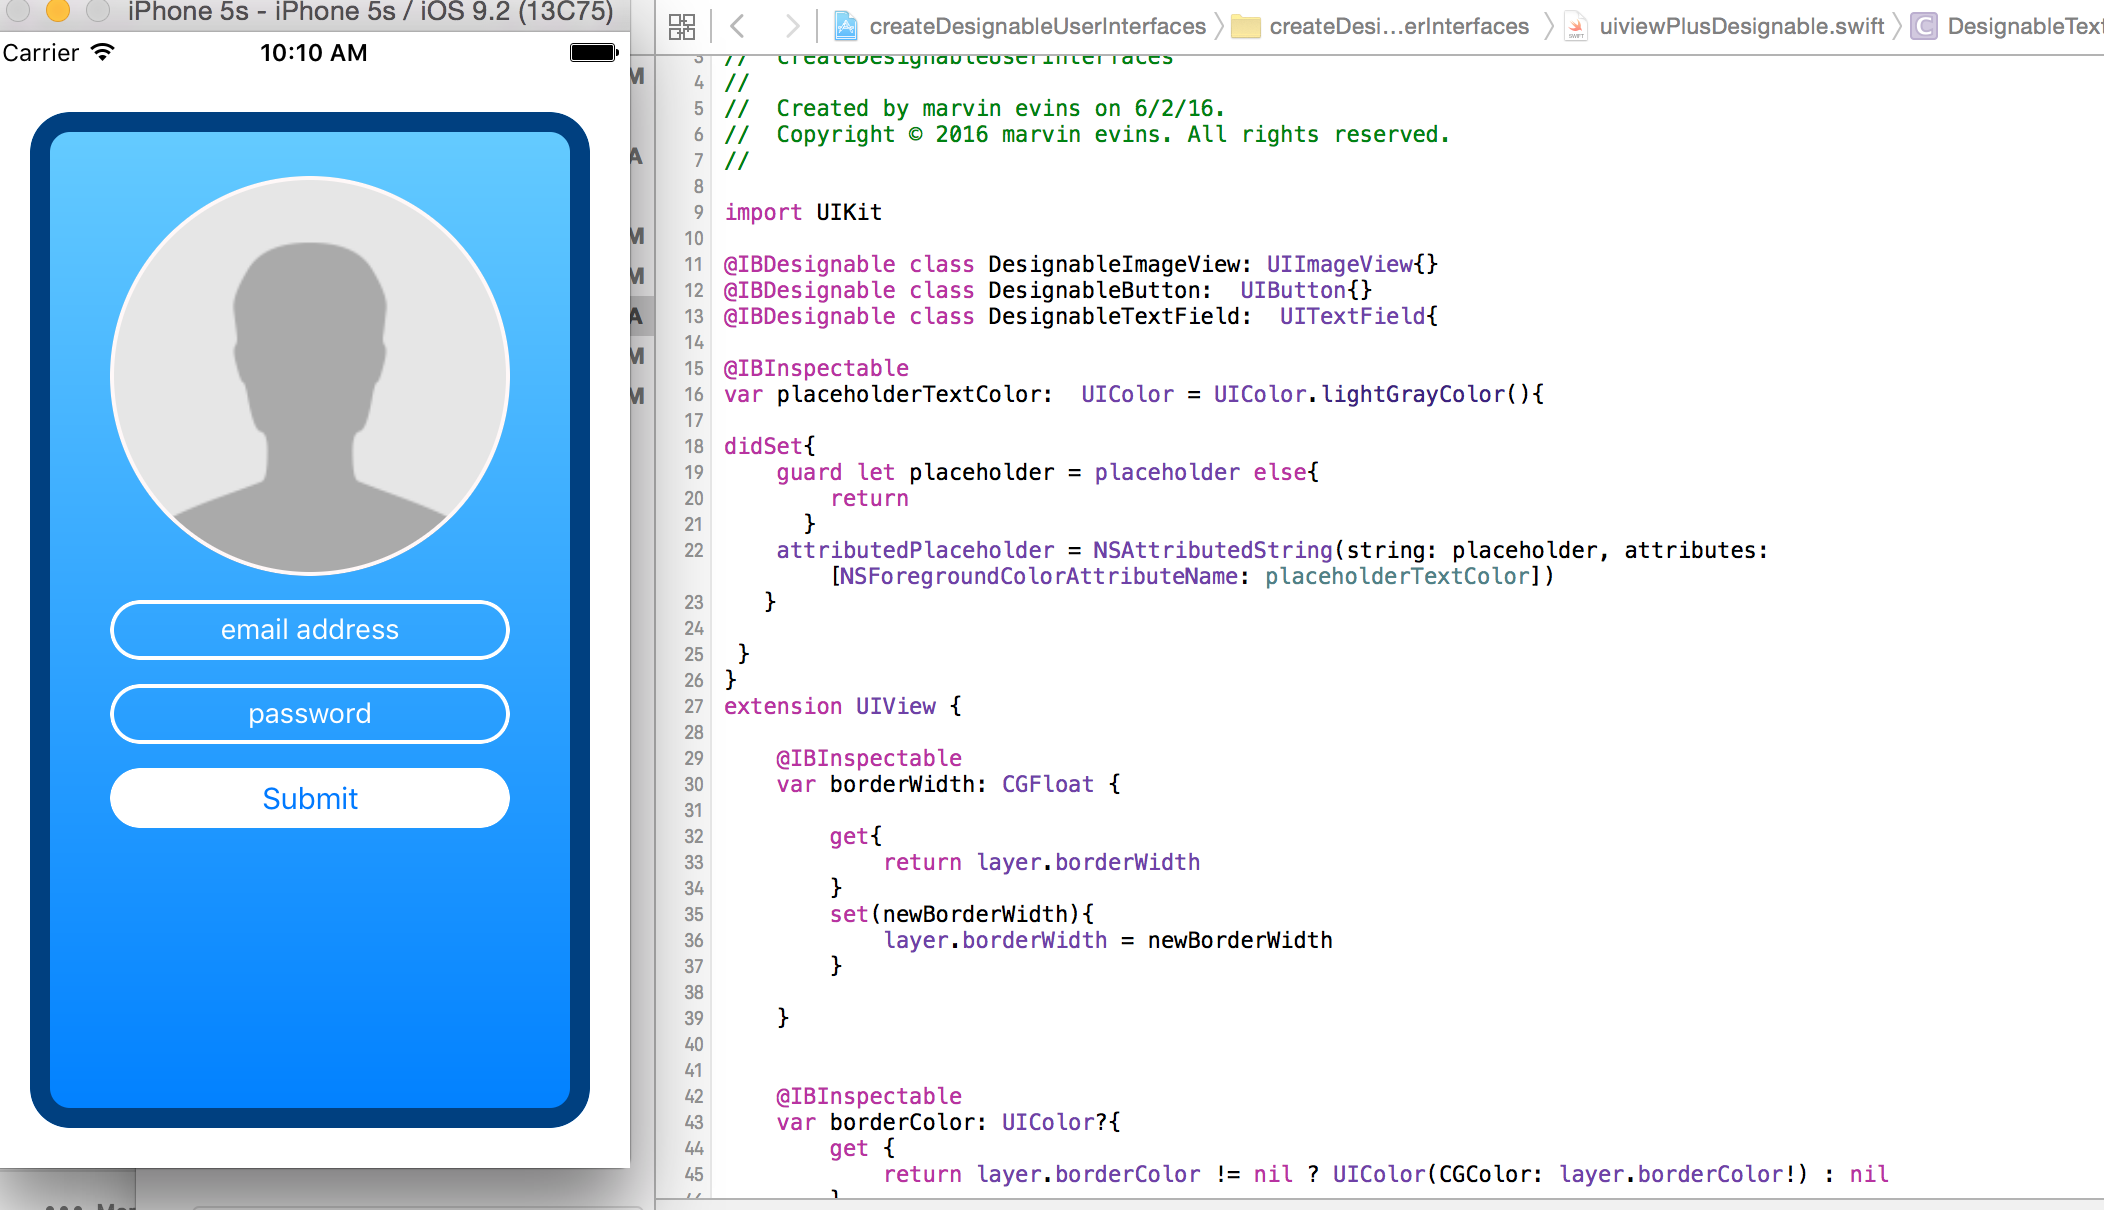 iPhone 5s - iPhone 5s / iOS 9.2 (13C75)
Carrier 10:10 AM
email address
password
Submit
M
A
M
M
A
M
M
createDesignableUserInterfaces createDesi...erInterfaces uiviewPlusDesignable.swift C DesignableText
3 // createDesignableUserInterfaces
4 //
5 // Created by marvin evins on 6/2/16.
6 // Copyright © 2016 marvin evins. All rights reserved.
7 //
8
9 import UIKit
10
11 @IBDesignable class DesignableImageView: UIImageView{}
12 @IBDesignable class DesignableButton:  UIButton{}
13 @IBDesignable class DesignableTextField:  UITextField{
14
15 @IBInspectable
16 var placeholderTextColor:  UIColor = UIColor.lightGrayColor(){
17
18 didSet{
19     guard let placeholder = placeholder else{
20         return
21       }
22     attributedPlaceholder = NSAttributedString(string: placeholder, attributes:
        [NSForegroundColorAttributeName: placeholderTextColor])
23    }
24
25  }
26 }
27 extension UIView {
28
29     @IBInspectable
30     var borderWidth: CGFloat {
31
32         get{
33             return layer.borderWidth
34         }
35         set(newBorderWidth){
36             layer.borderWidth = newBorderWidth
37         }
38
39     }
40
41
42     @IBInspectable
43     var borderColor: UIColor?{
44         get {
45             return layer.borderColor != nil ? UIColor(CGColor: layer.borderColor!) : nil
        }